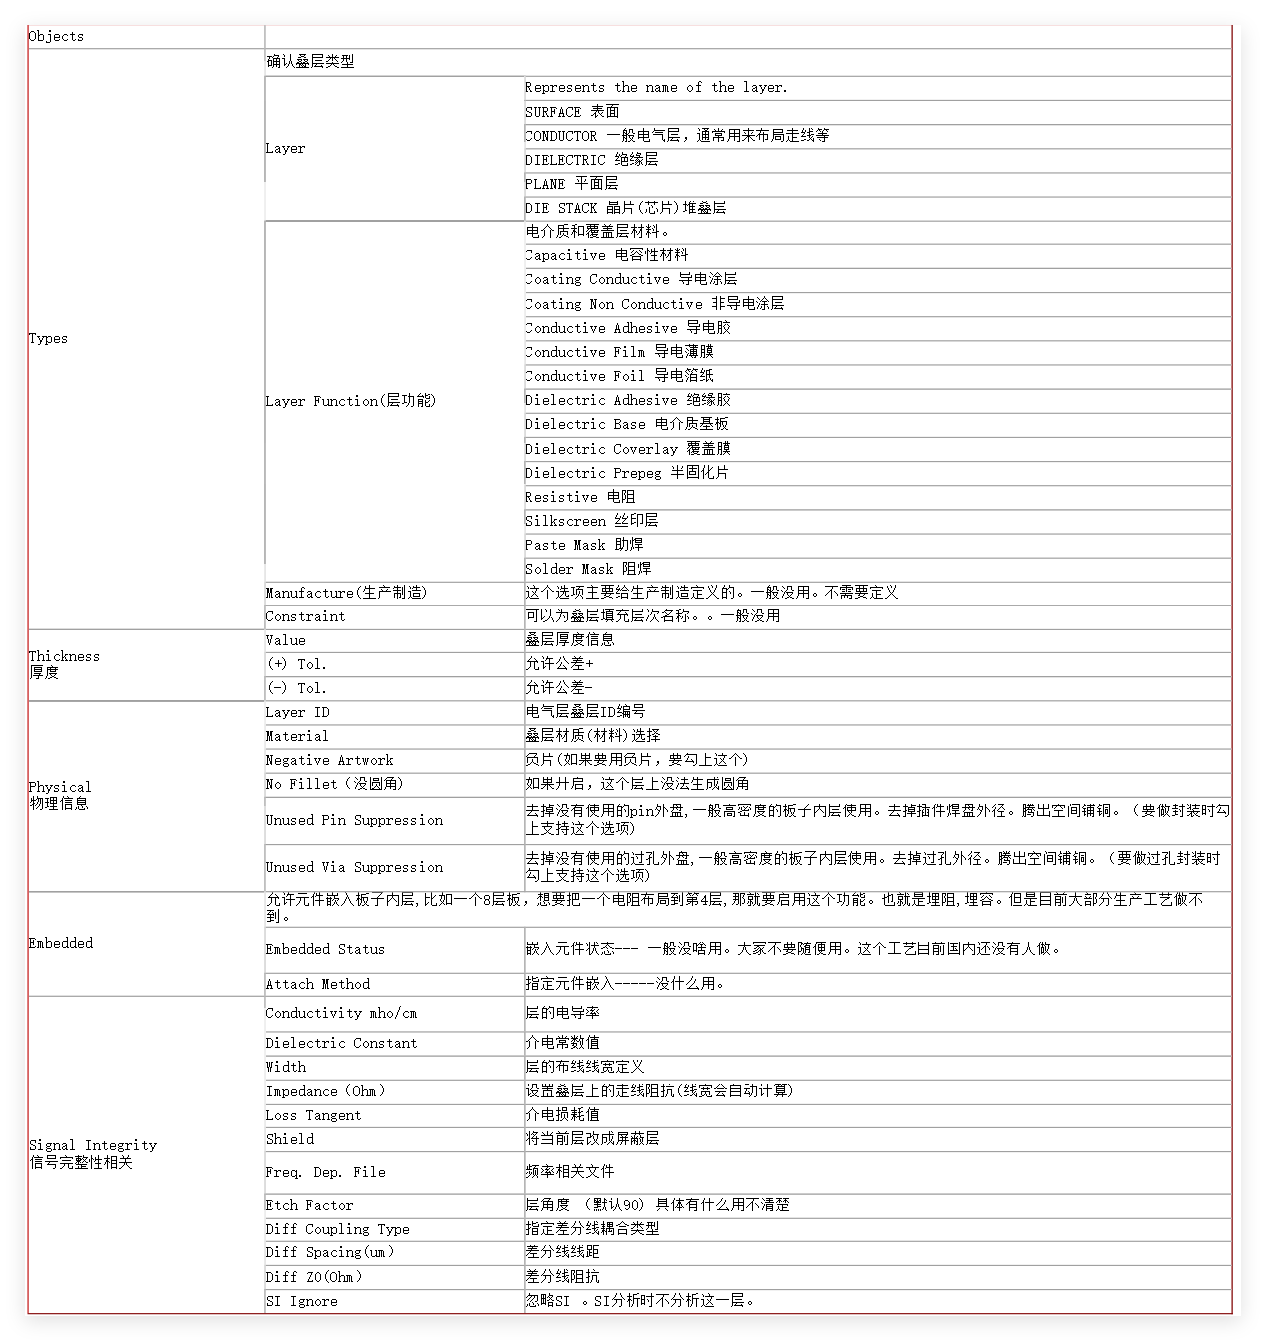 Objects
确认叠层类型
Types
Layer
Represents the name of the layer.
SURFACE 表面
CONDUCTOR 一般电气层，通常用来布局走线等
DIELECTRIC 绝缘层
PLANE 平面层
DIE STACK 晶片(芯片)堆叠层
Layer Function(层功能)
电介质和覆盖层材料。
Capacitive 电容性材料
Coating Conductive 导电涂层
Coating Non Conductive 非导电涂层
Conductive Adhesive 导电胶
Conductive Film 导电薄膜
Conductive Foil 导电箔纸
Dielectric Adhesive 绝缘胶
Dielectric Base 电介质基板
Dielectric Coverlay 覆盖膜
Dielectric Prepeg 半固化片
Resistive 电阻
Silkscreen 丝印层
Paste Mask 助焊
Solder Mask 阻焊
Manufacture(生产制造)
这个选项主要给生产制造定义的。一般没用。不需要定义
Constraint
可以为叠层填充层次名称。。一般没用
Thickness
厚度
Value
叠层厚度信息
(+) Tol.
允许公差+
(-) Tol.
允许公差-
Physical
物理信息
Layer ID
电气层叠层ID编号
Material
叠层材质(材料)选择
Negative Artwork
负片(如果要用负片，要勾上这个)
No Fillet（没圆角)
如果开启，这个层上没法生成圆角
Unused Pin Suppression
去掉没有使用的pin外盘,一般高密度的板子内层使用。去掉插件焊盘外径。腾出空间铺铜。（要做封装时勾
上支持这个选项)
Unused Via Suppression
去掉没有使用的过孔外盘,一般高密度的板子内层使用。去掉过孔外径。腾出空间铺铜。（要做过孔封装时
勾上支持这个选项)
Embedded
允许元件嵌入板子内层,比如一个8层板，想要把一个电阻布局到第4层,那就要启用这个功能。也就是埋阻,埋容。但是目前大部分生产工艺做不
到。
Embedded Status
嵌入元件状态--- 一般没啥用。大家不要随便用。这个工艺目前国内还没有人做。
Attach Method
指定元件嵌入-----没什么用。
Signal Integrity
信号完整性相关
Conductivity mho/cm
层的电导率
Dielectric Constant
介电常数值
Width
层的布线线宽定义
Impedance（Ohm）
设置叠层上的走线阻抗(线宽会自动计算)
Loss Tangent
介电损耗值
Shield
将当前层改成屏蔽层
Freq. Dep. File
频率相关文件
Etch Factor
层角度 （默认90) 具体有什么用不清楚
Diff Coupling Type
指定差分线耦合类型
Diff Spacing(um）
差分线线距
Diff Z0(Ohm）
差分线阻抗
SI Ignore
忽略SI 。SI分析时不分析这一层。